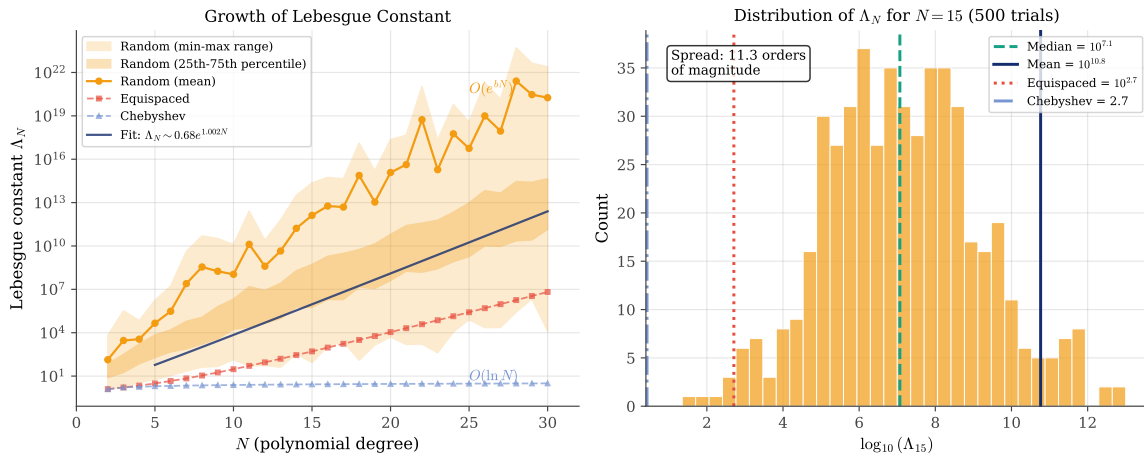 Growth of Lebesgue Constant
Random (min-max range)
Random (25th-75th percentile)
Random (mean)
Equispaced
Chebyshev
Fit: Λ_N ~ 0.68e^{1.002N}
O(e^{bN})
O(ln N)
Lebesgue constant Λ_N
10^{22}
10^{19}
10^{16}
10^{13}
10^{10}
10^7
10^4
10^1
0 5 10 15 20 25 30
N (polynomial degree)
Distribution of Λ_N for N = 15 (500 trials)
Spread: 11.3 orders
of magnitude
Median = 10^{7.1}
Mean = 10^{10.8}
Equispaced = 10^{2.7}
Chebyshev = 2.7
Count
35
30
25
20
15
10
5
0
2 4 6 8 10 12
log_{10}(Λ_{15})